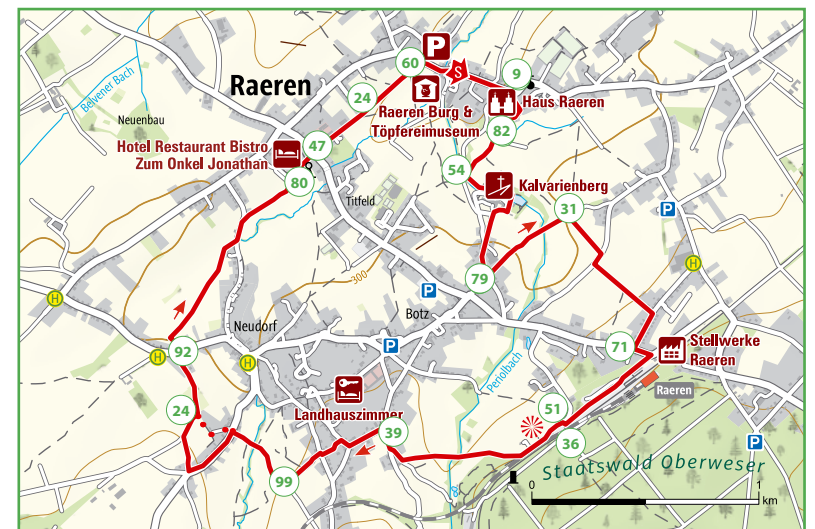 P
60
S
9
Raeren
24
Haus Raeren
Raeren Burg &
Töpfereimuseum
82
Belvenel Bach
Neuenbau
47
Hotel Restaurant Bistro
Zum Onkel Jonathan
80
54
Kalvarienberg
Titfeld
31
P
300
79
H
P
H
Botz
Neudorf
92
H
P
71
Stellwerke
Raeren
Periolbach
Raeren
24
Landhauszimmer
51
39
36
P
Staatswald Oberweser
99
0
1
km